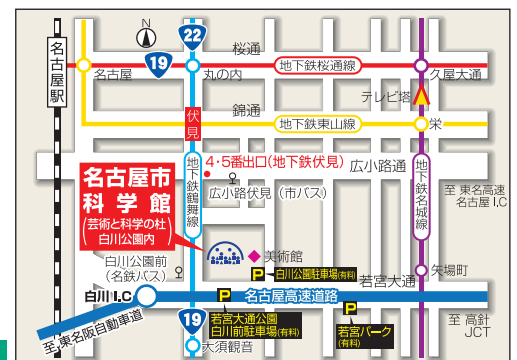 N
22
桜通
19
名古屋駅
名古屋
丸の内
地下鉄桜通線
久屋大通
テレビ塔
錦通
伏見
地下鉄東山線
栄
4・5番出口(地下鉄伏見)
広小路通
名古屋市
科学館
(芸術と科学の杜
白川公園内)
地下鉄鶴舞線
広小路伏見(市バス)
地下鉄名城線
至 東名高速
名古屋I.C
美術館
白川公園前
(名鉄バス)
P
白川公園駐車場(有料)
若宮大通
矢場町
白川I.C
名古屋高速道路
P
若宮大通公園
白川前駐車場(有料)
P
若宮パーク
(有料)
至 高針
JCT
至.東名阪自動車道
19
大須観音